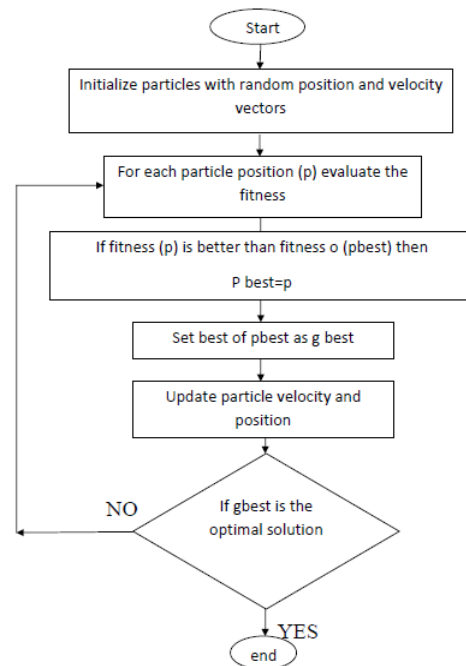 Start
Initialize particles with random position and velocity
vectors
For each particle position (p) evaluate the
fitness
If fitness (p) is better than fitness o (pbest) then
P best=p
Set best of pbest as g best
Update particle velocity and
position
If gbest is the
optimal solution
NO
YES
end